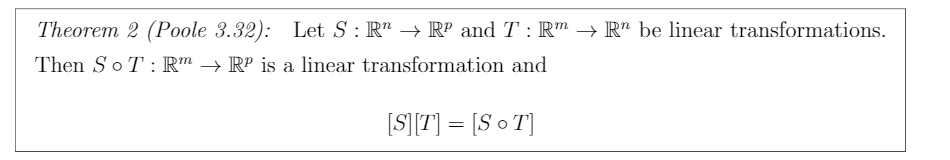 Theorem 2 (Poole 3.32): Let S : ℝⁿ → ℝᵖ and T : ℝᵐ → ℝⁿ be linear transformations.
Then S ∘ T : ℝᵐ → ℝᵖ is a linear transformation and
[S][T] = [S ∘ T]